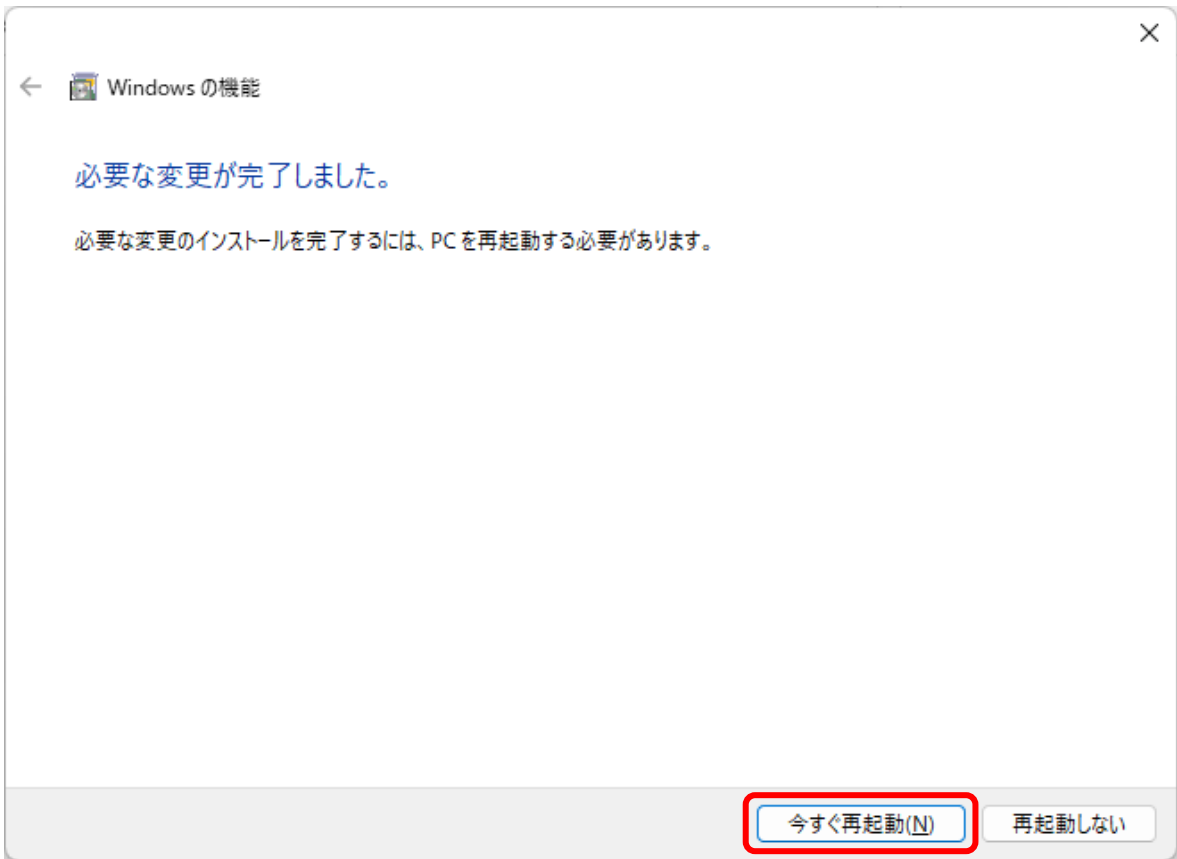 Windows の機能
必要な変更が完了しました。
必要な変更のインストールを完了するには、PC を再起動する必要があります。
今すぐ再起動(N)
再起動しない